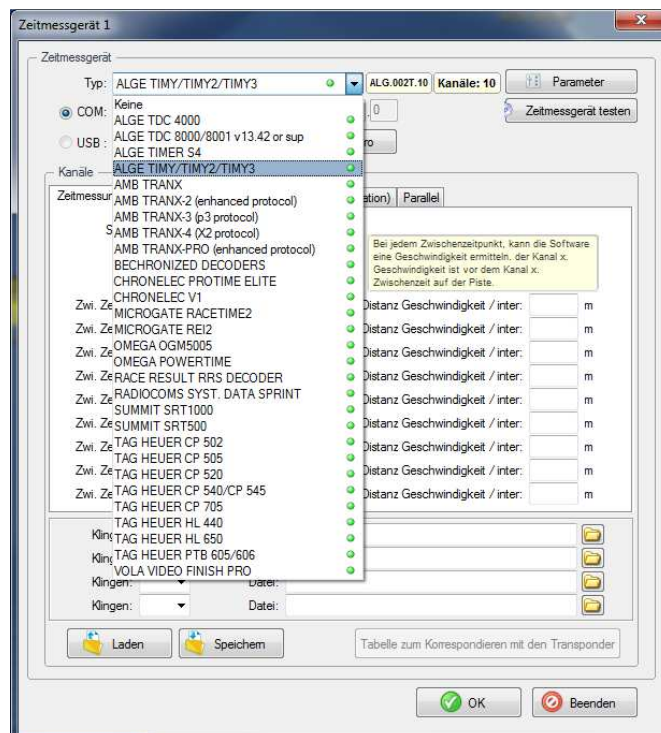 Zeitmessgerät 1
Zeitmessgerät
Typ: ALGE TIMY/TIMY2/TIMY3 ALG.002T.10 Kanäle: 10 Parameter
COM: 0 Zeitmessgerät testen
USB :
Keine
ALGE TDC 4000
ALGE TDC 8000/8001 v13.42 or sup
ALGE TIMER S4
ALGE TIMY/TIMY2/TIMY3
AMB TRANX
AMB TRANX-2 (enhanced protocol)
AMB TRANX-3 (p3 protocol)
AMB TRANX-4 (X2 protocol)
AMB TRANX-PRO (enhanced protocol)
BECHRONIZED DECODERS
CHRONELEC PROTIME ELITE
CHRONELEC V1
MICROGATE RACETIME2
MICROGATE REI2
OMEGA OGM5005
OMEGA POWERTIME
RACE RESULT RRS DECODER
RADIOCOMS SYST. DATA SPRINT
SUMMIT SRT1000
SUMMIT SRT500
TAG HEUER CP 502
TAG HEUER CP 505
TAG HEUER CP 520
TAG HEUER CP 540/CP 545
TAG HEUER CP 705
TAG HEUER HL 440
TAG HEUER HL 650
TAG HEUER PTB 605/606
VOLA VIDEO FINISH PRO
Kanäle
Parallel
Bei jedem Zwischenzeitpunkt, kann die Software
eine Geschwindigkeit ermitteln. der Kanal x.
Geschwindigkeit ist vor dem Kanal x.
Zwischenzeit auf der Piste.
Zwi. Distanz Geschwindigkeit / inter: m
Zwi. Distanz Geschwindigkeit / inter: m
Zwi. Distanz Geschwindigkeit / inter: m
Zwi. Distanz Geschwindigkeit / inter: m
Zwi. Distanz Geschwindigkeit / inter: m
Zwi. Distanz Geschwindigkeit / inter: m
Zwi. Distanz Geschwindigkeit / inter: m
Zwi. Distanz Geschwindigkeit / inter: m
Zwi. Distanz Geschwindigkeit / inter: m
Klingen: Datei:
Klingen: Datei:
Laden Speichern Tabelle zum Korrespondieren mit den Transponder
OK Beenden